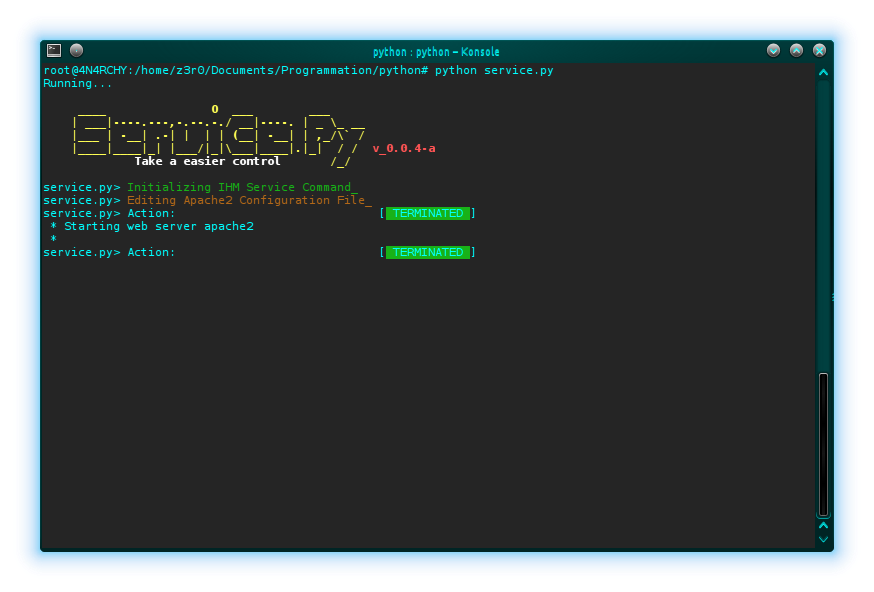 python : python – Konsole
root@4N4RCHY:/home/z3r0/Documents/Programmation/python# python service.py
Running...
Service.Py
v_0.0.4-a
Take a easier control
service.py> Initializing IHM Service Command_
service.py> Editing Apache2 Configuration File_
service.py> Action: [ TERMINATED ]
* Starting web server apache2
*
service.py> Action: [ TERMINATED ]